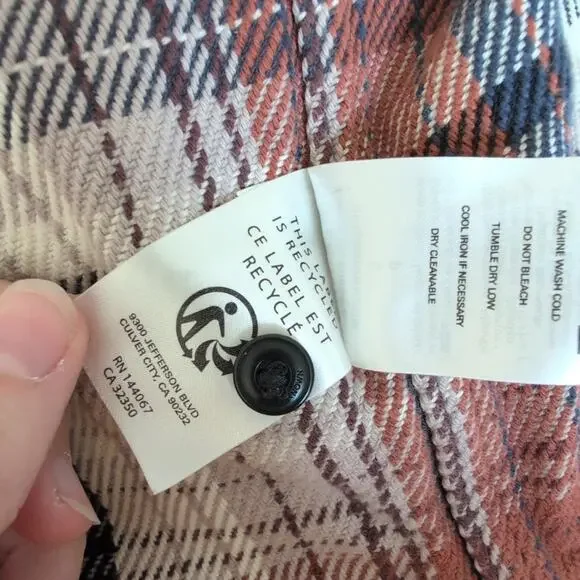 THIS
IS RECYCLED
CE LABEL EST
RECYCLÉ
9300 JEFFERSON BLVD
CULVER CITY, CA 90232
RN 144067
CA 32350
MACHINE WASH COLD
DO NOT BLEACH
TUMBLE DRY LOW
COOL IRON IF NECESSARY
DRY CLEANABLE